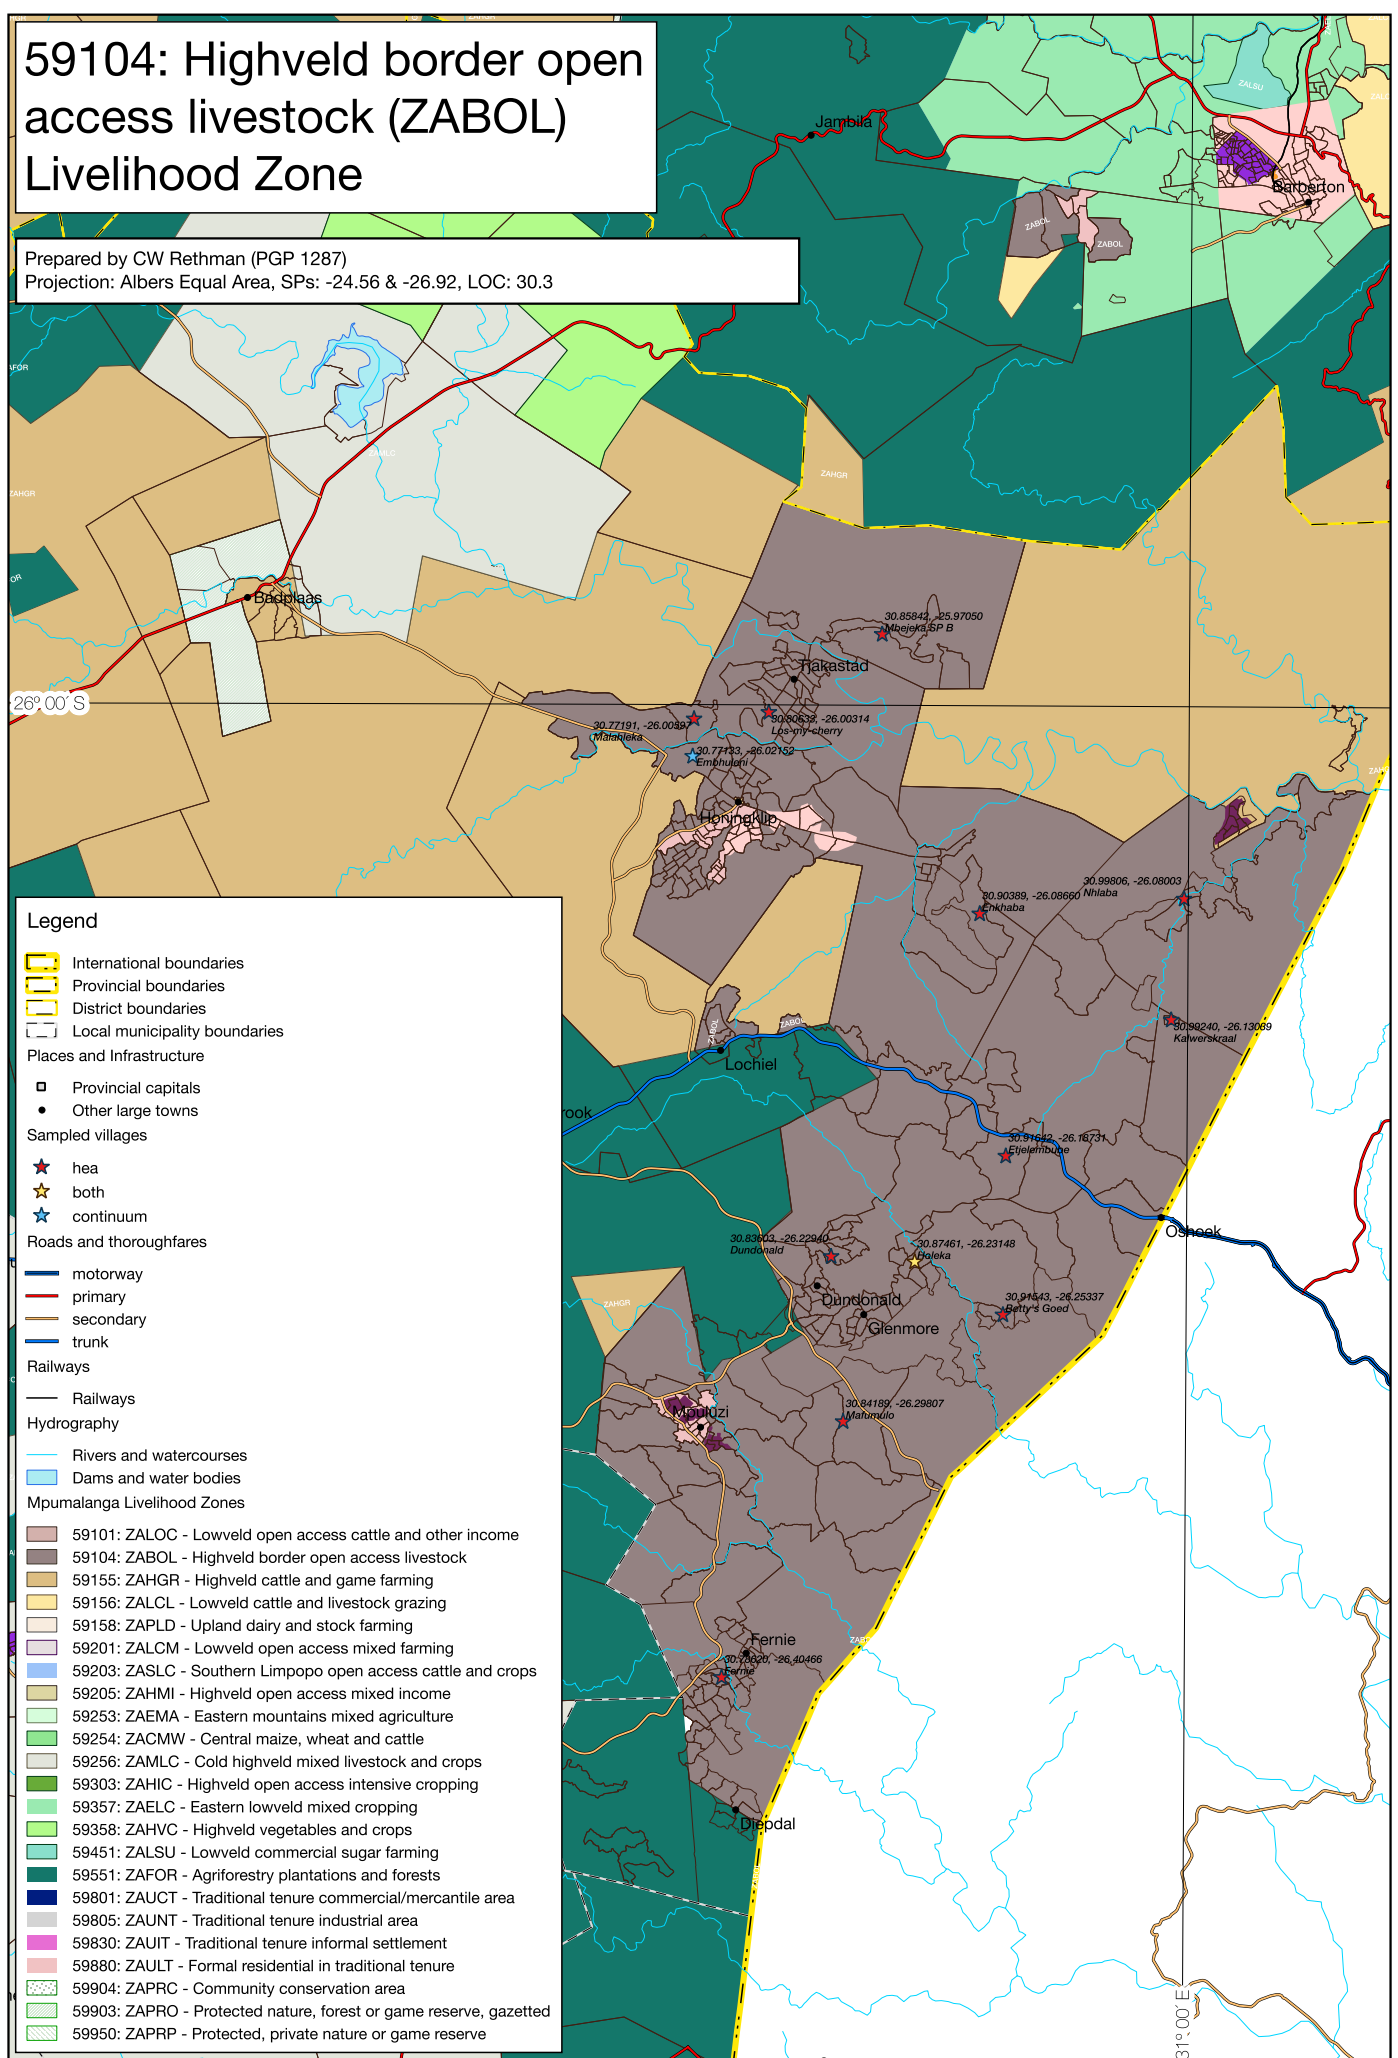 59104: Highveld border open
access livestock (ZABOL)
Livelihood Zone
Prepared by CW Rethman (PGP 1287)
Projection: Albers Equal Area, SPs: -24.56 & -26.92, LOC: 30.3
Jambila
ZALSU
Barberton
ZABOL
ZABOL
ZAMLC
ZAHGR
ZAHGR
Badplaas
30.85842, -25.97050
Mbejeka SP B
Tjakastad
26° 00´ S
30.77191, -26.00597
Malahleka
30.80632, -26.00314
Los-my-cherry
30.77133, -26.02152
Embhuleni
Honingklip
30.99806, -26.08003
Nhlaba
30.90389, -26.08660
Enkhaba
30.99240, -26.13089
Kalwerskraal
ZABOL
ZABOL
Lochiel
30.91642, -26.18731
Etjelembube
Oshoek
30.83603, -26.22940
Dundonald
30.87461, -26.23148
Holeka
30.91543, -26.25337
Betty's Goed
Dundonald
Glenmore
ZAHGR
30.84189, -26.29807
Mafumulo
Mpuluzi
Fernie
30.78620, -26.40466
Fernie
Diepdal
31° 00´ E
Legend
International boundaries
Provincial boundaries
District boundaries
Local municipality boundaries
Places and Infrastructure
Provincial capitals
Other large towns
Sampled villages
hea
both
continuum
Roads and thoroughfares
motorway
primary
secondary
trunk
Railways
Railways
Hydrography
Rivers and watercourses
Dams and water bodies
Mpumalanga Livelihood Zones
59101: ZALOC - Lowveld open access cattle and other income
59104: ZABOL - Highveld border open access livestock
59155: ZAHGR - Highveld cattle and game farming
59156: ZALCL - Lowveld cattle and livestock grazing
59158: ZAPLD - Upland dairy and stock farming
59201: ZALCM - Lowveld open access mixed farming
59203: ZASLC - Southern Limpopo open access cattle and crops
59205: ZAHMI - Highveld open access mixed income
59253: ZAEMA - Eastern mountains mixed agriculture
59254: ZACMW - Central maize, wheat and cattle
59256: ZAMLC - Cold highveld mixed livestock and crops
59303: ZAHIC - Highveld open access intensive cropping
59357: ZAELC - Eastern lowveld mixed cropping
59358: ZAHVC - Highveld vegetables and crops
59451: ZALSU - Lowveld commercial sugar farming
59551: ZAFOR - Agriforestry plantations and forests
59801: ZAUCT - Traditional tenure commercial/mercantile area
59805: ZAUNT - Traditional tenure industrial area
59830: ZAUIT - Traditional tenure informal settlement
59880: ZAULT - Formal residential in traditional tenure
59904: ZAPRC - Community conservation area
59903: ZAPRO - Protected nature, forest or game reserve, gazetted
59950: ZAPRP - Protected, private nature or game reserve